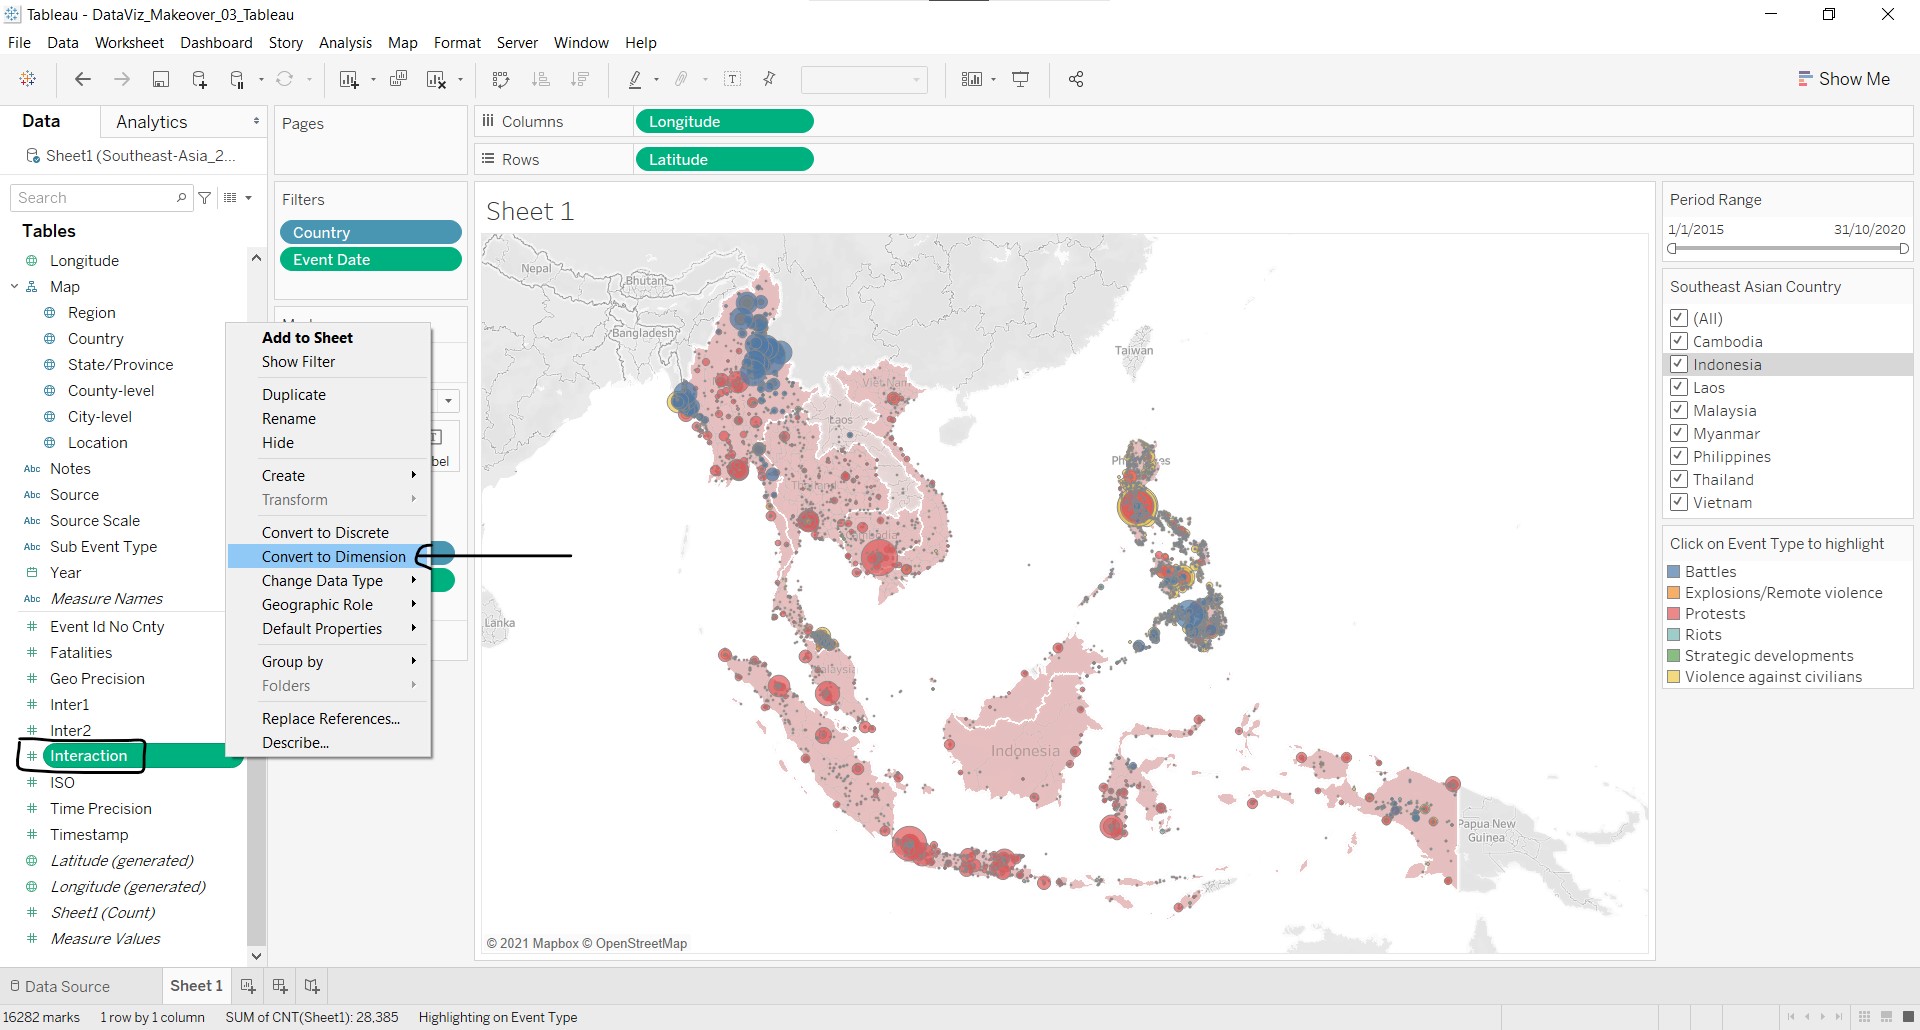 Tableau - DataViz_Makeover_03_Tableau
File Data Worksheet Dashboard Story Analysis Map Format Server Window Help
Show Me
Data Analytics
Sheet1 (Southeast-Asia_2...
Search
Tables
Longitude
Map
Region
Country
State/Province
County-level
City-level
Location
Abc Notes
Abc Source
Abc Source Scale
Abc Sub Event Type
Year
Abc Measure Names
# Event Id No Cnty
# Fatalities
# Geo Precision
# Inter1
# Inter2
# Interaction
# ISO
# Time Precision
# Timestamp
Latitude (generated)
Longitude (generated)
# Sheet1 (Count)
# Measure Values
Pages
Filters
Country
Event Date
bel
Add to Sheet
Show Filter
Duplicate
Rename
Hide
Create
Transform
Convert to Discrete
Convert to Dimension
Change Data Type
Geographic Role
Default Properties
Group by
Folders
Replace References...
Describe...
Columns Longitude
Rows Latitude
Sheet 1
Nepal
Bhutan
Bangladesh
Taiwan
Laos
Lanka
Indonesia
Papua New
Guinea
© 2021 Mapbox © OpenStreetMap
Period Range
1/1/2015 31/10/2020
Southeast Asian Country
(All)
Cambodia
Indonesia
Laos
Malaysia
Myanmar
Philippines
Thailand
Vietnam
Click on Event Type to highlight
Battles
Explosions/Remote violence
Protests
Riots
Strategic developments
Violence against civilians
Data Source Sheet 1
16282 marks 1 row by 1 column SUM of CNT(Sheet1): 28,385 Highlighting on Event Type